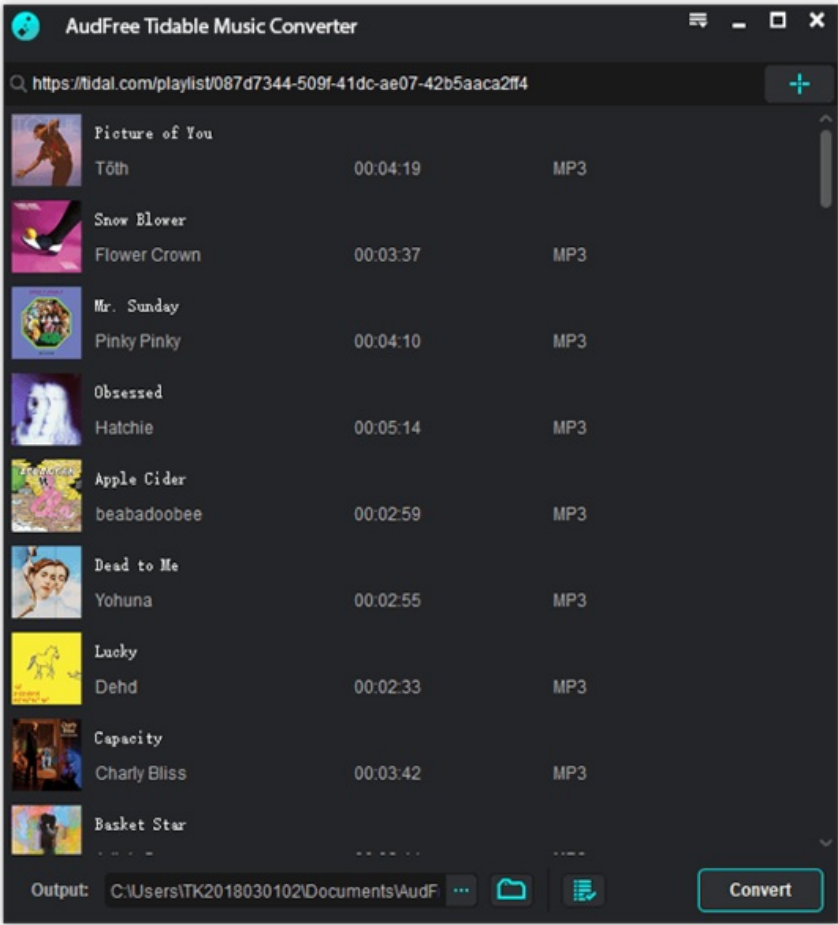 AudFree Tidable Music Converter
https://tidal.com/playlist/087d7344-509f-41dc-ae07-42b5aaca2ff4
Picture of You
Tōth 00:04:19 MP3
Snow Blower
Flower Crown 00:03:37 MP3
Mr. Sunday
Pinky Pinky 00:04:10 MP3
Obsessed
Hatchie 00:05:14 MP3
Apple Cider
beabadoobee 00:02:59 MP3
Dead to Me
Yohuna 00:02:55 MP3
Lucky
Dehd 00:02:33 MP3
Capacity
Charly Bliss 00:03:42 MP3
Basket Star
Output: C:\Users\TK2018030102\Documents\AudF ... Convert